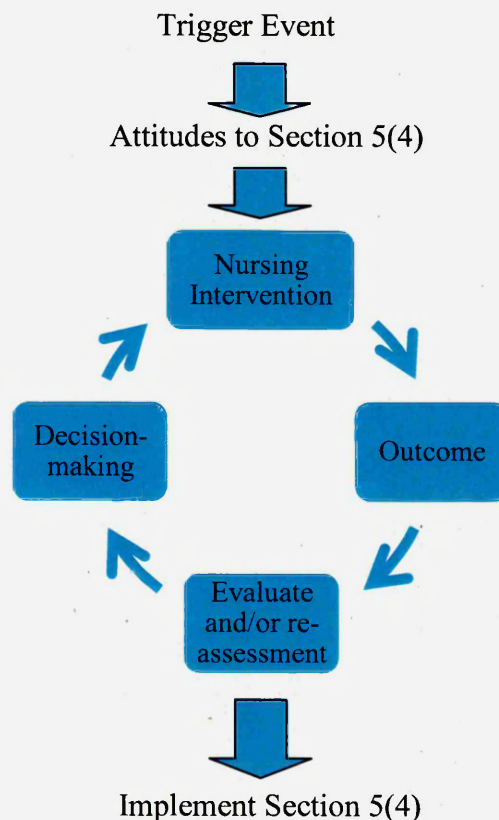 Trigger Event
Attitudes to Section 5(4)
Nursing
Intervention
Decision-
making
Outcome
Evaluate
and/or re-
assessment
Implement Section 5(4)